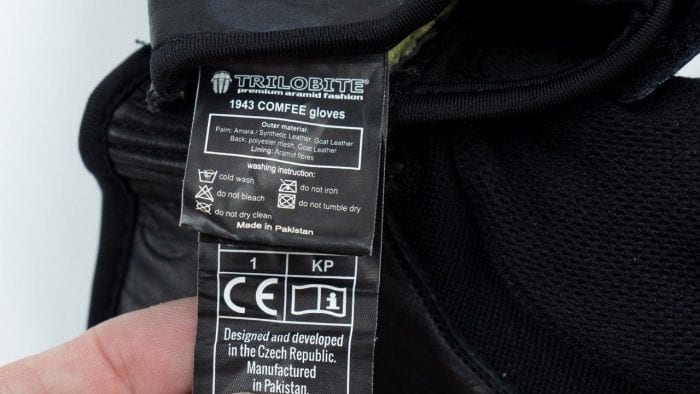 TRILOBITE®
premium aramid fashion
1943 COMFEE gloves
Outer material:
Palm: Amara / Synthetic Leather, Goat Leather
Back: polyester mesh, Goat Leather
Lining: Aramid fibres
washing instruction:
cold wash
do not iron
do not bleach
do not tumble dry
do not dry clean
Made in Pakistan
1 KP
CE i
Designed and developed
in the Czech Republic.
Manufactured
in Pakistan.